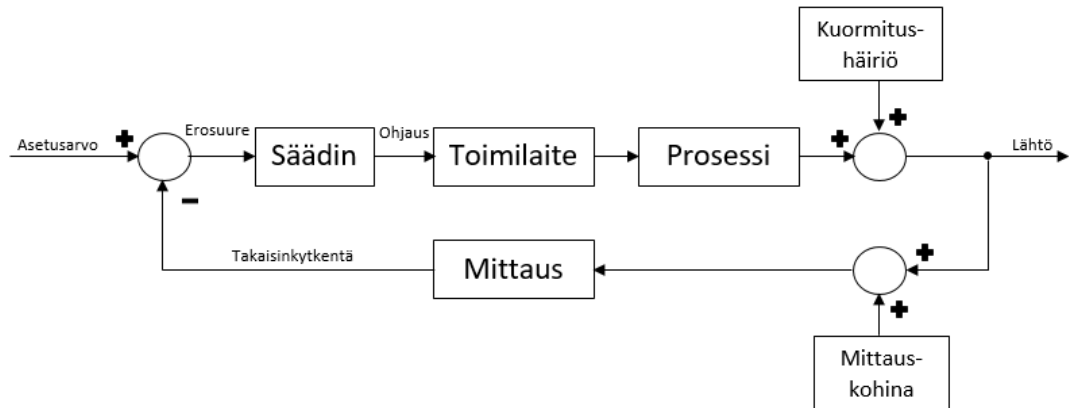 Kuormitus-
häiriö
Asetusarvo
Erosuure
Säädin
Ohjaus
Toimilaite
Prosessi
Lähtö
Takaisinkytkentä
Mittaus
Mittaus-
kohina